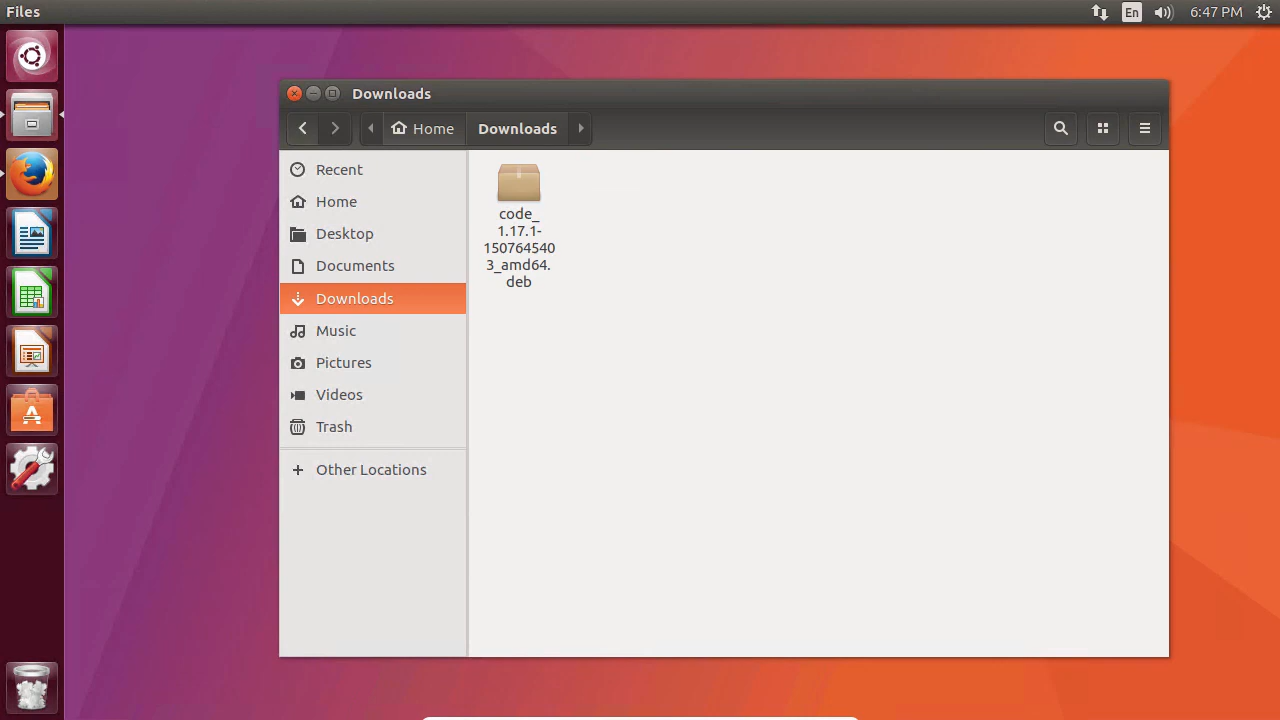 Files
En
6:47 PM
Downloads
Home
Downloads
Recent
Home
Desktop
Documents
Downloads
Music
Pictures
Videos
Trash
Other Locations
code_
1.17.1-
150764540
3_amd64.
deb